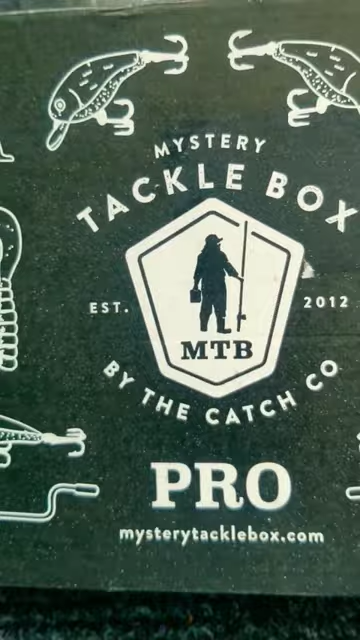 MYSTERY
TACKLE BOX
EST. 2012
MTB
BY THE CATCH CO
PRO
mysterytacklebox.com